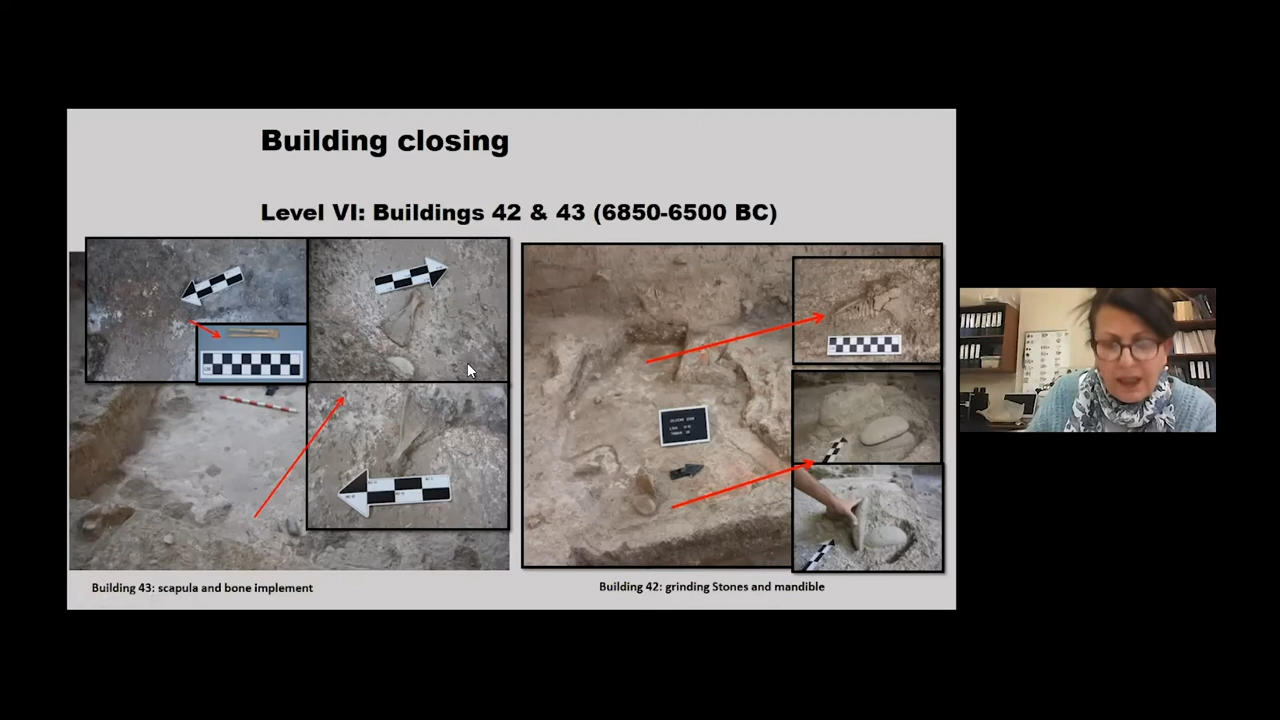 Building closing
Level VI: Buildings 42 & 43 (6850-6500 BC)
Building 43: scapula and bone implement
Building 42: grinding Stones and mandible